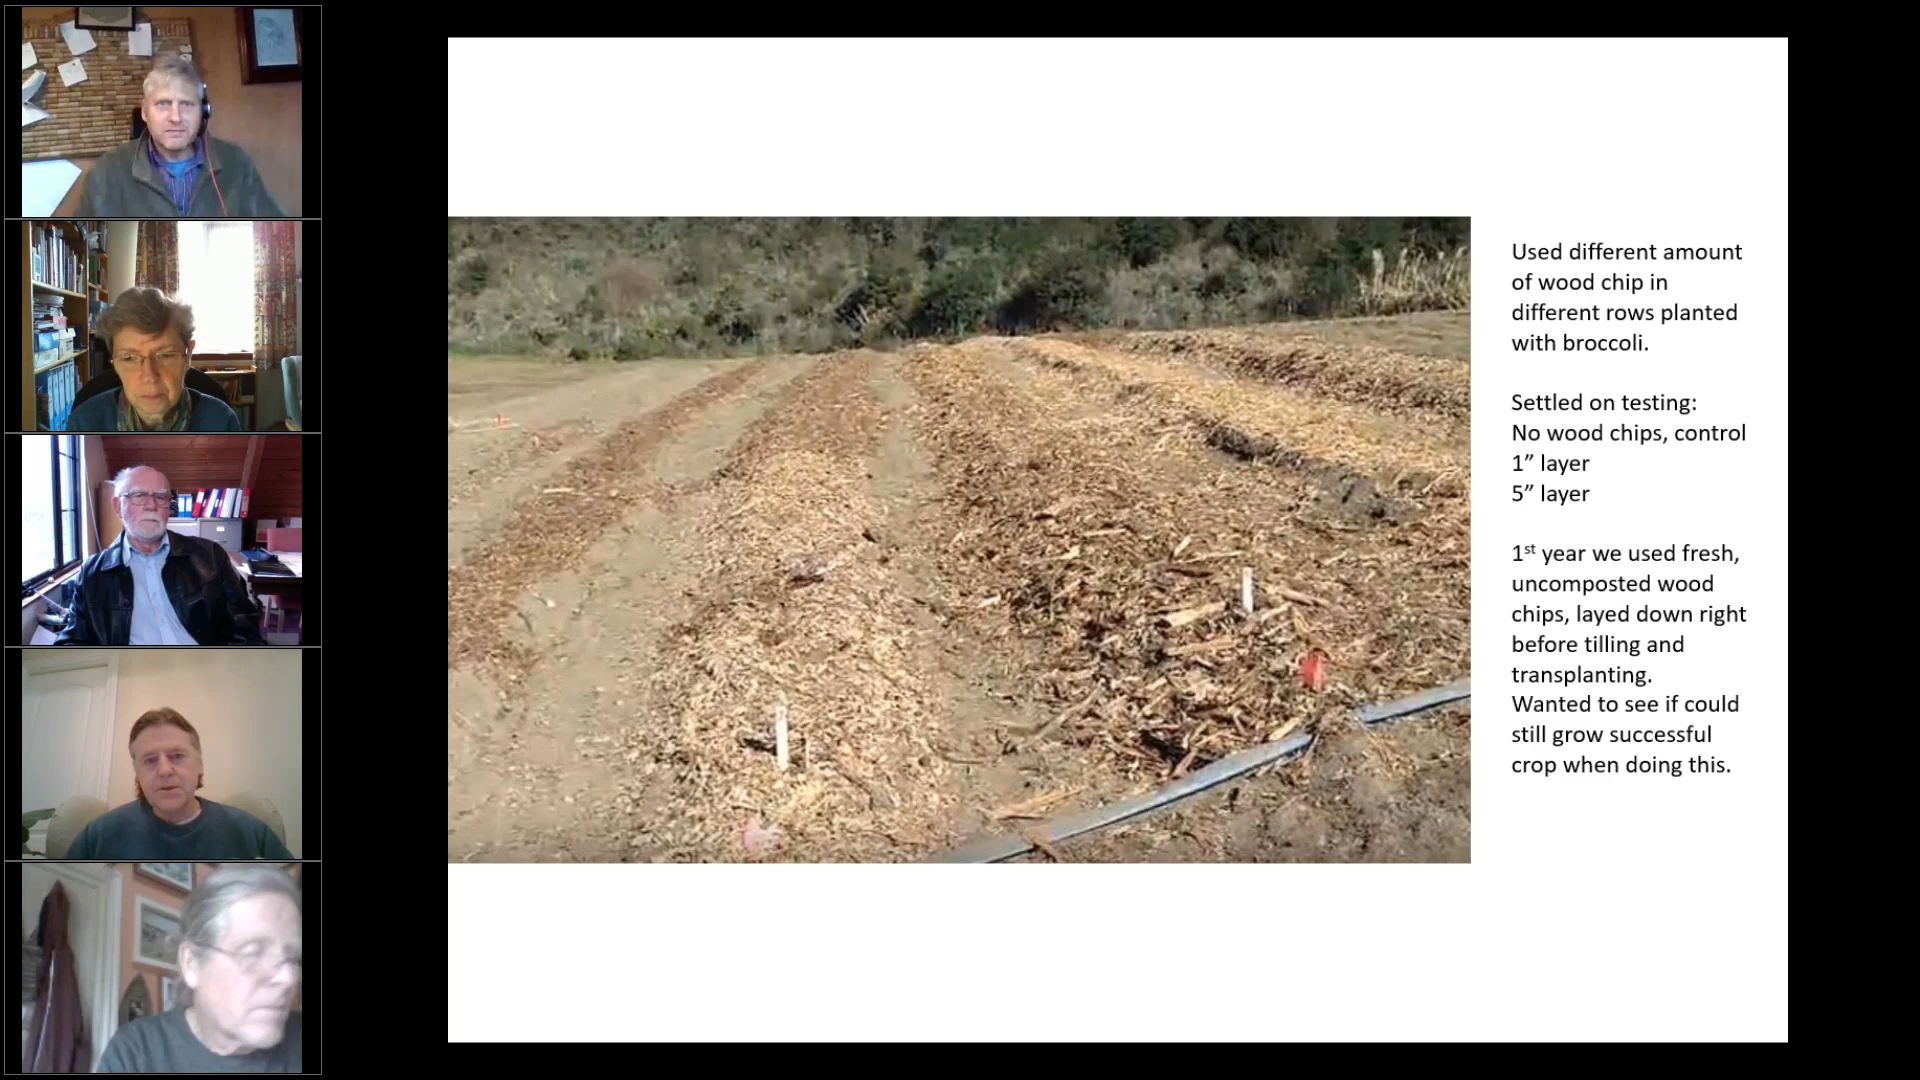 Used different amount
of wood chip in
different rows planted
with broccoli.
Settled on testing:
No wood chips, control
1” layer
5” layer
1st year we used fresh,
uncomposted wood
chips, layed down right
before tilling and
transplanting.
Wanted to see if could
still grow successful
crop when doing this.